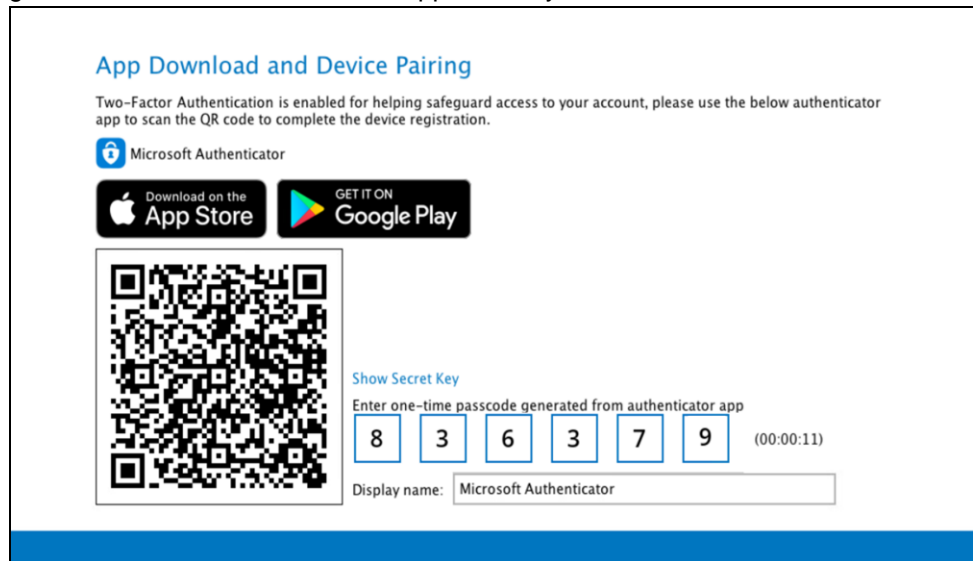 App Download and Device Pairing
Two-Factor Authentication is enabled for helping safeguard access to your account, please use the below authenticator
app to scan the QR code to complete the device registration.
Microsoft Authenticator
Download on the
App Store
GET IT ON
Google Play
Show Secret Key
Enter one-time passcode generated from authenticator app
8 3 6 3 7 9 (00:00:11)
Display name: Microsoft Authenticator